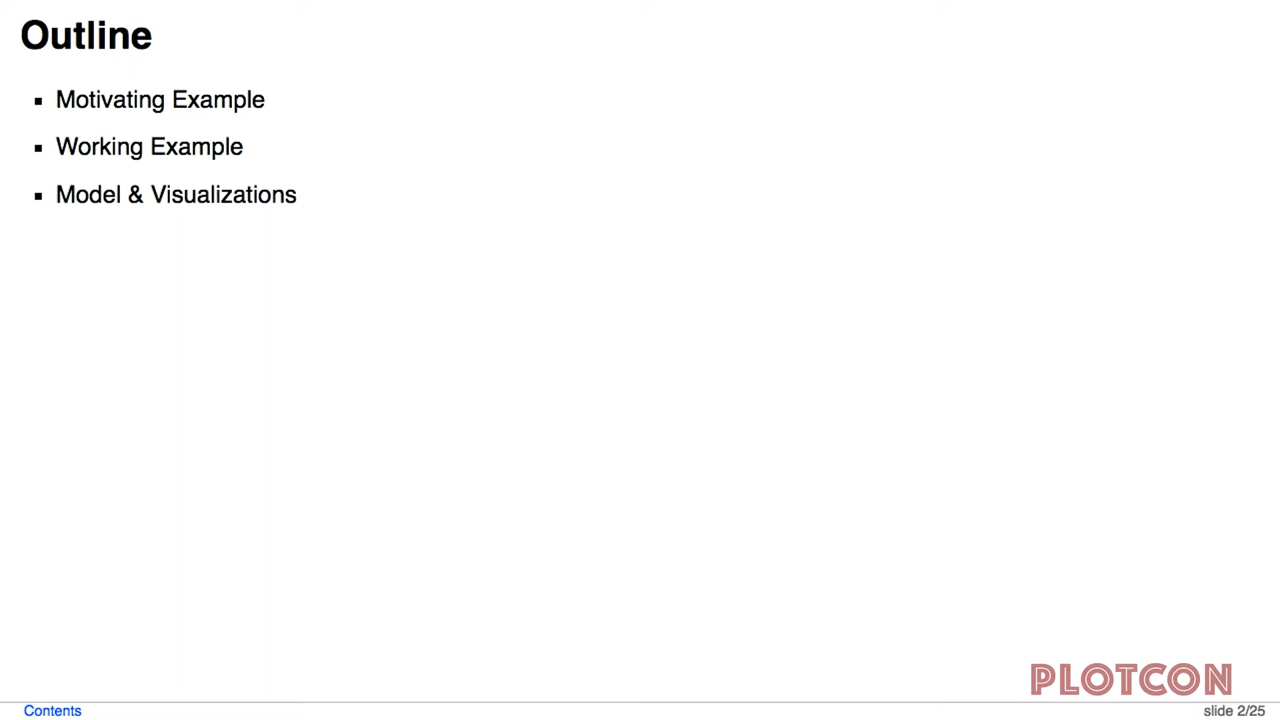 Outline
Motivating Example
Working Example
Model & Visualizations
PLOTCON
Contents
slide 2/25